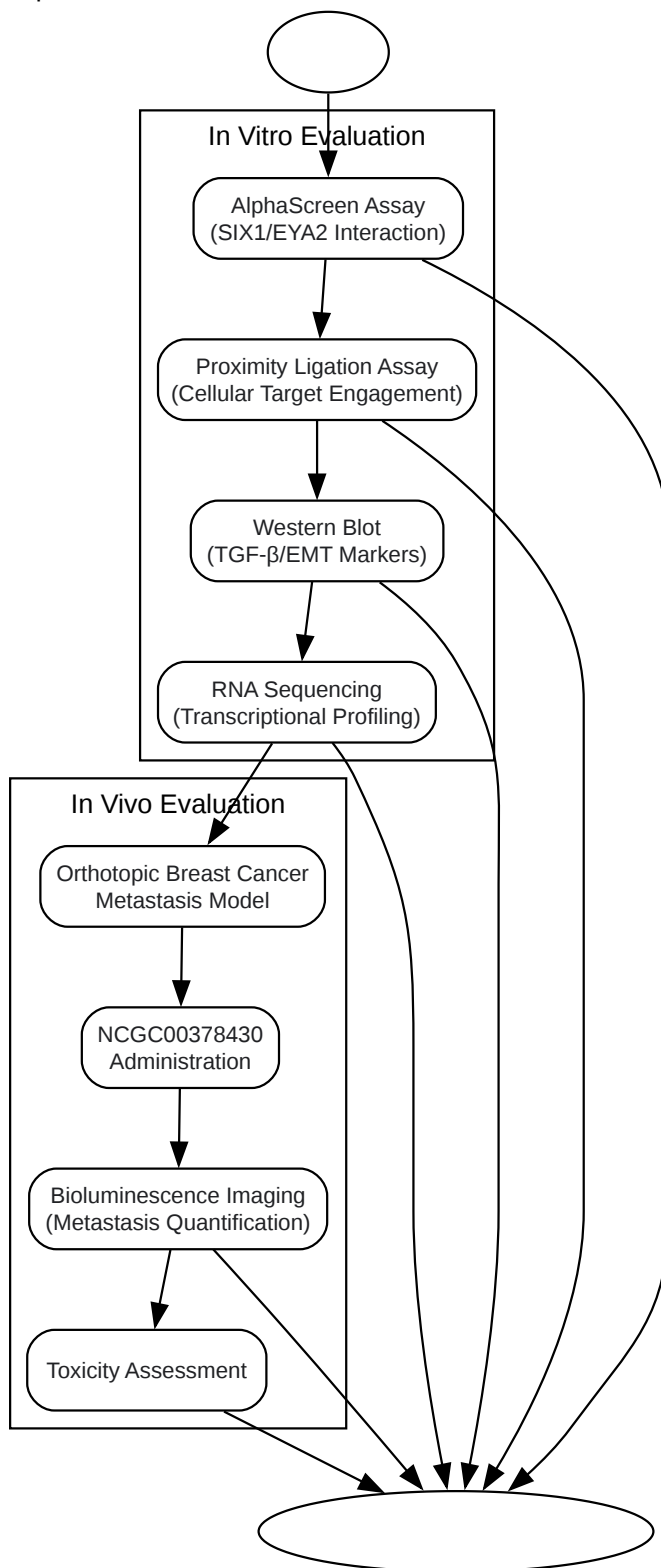 In Vitro Evaluation
AlphaScreen Assay
(SIX1/EYA2 Interaction)
Proximity Ligation Assay
(Cellular Target Engagement)
Western Blot
(TGF-β/EMT Markers)
RNA Sequencing
(Transcriptional Profiling)
In Vivo Evaluation
Orthotopic Breast Cancer
Metastasis Model
NCGC00378430
Administration
Bioluminescence Imaging
(Metastasis Quantification)
Toxicity Assessment